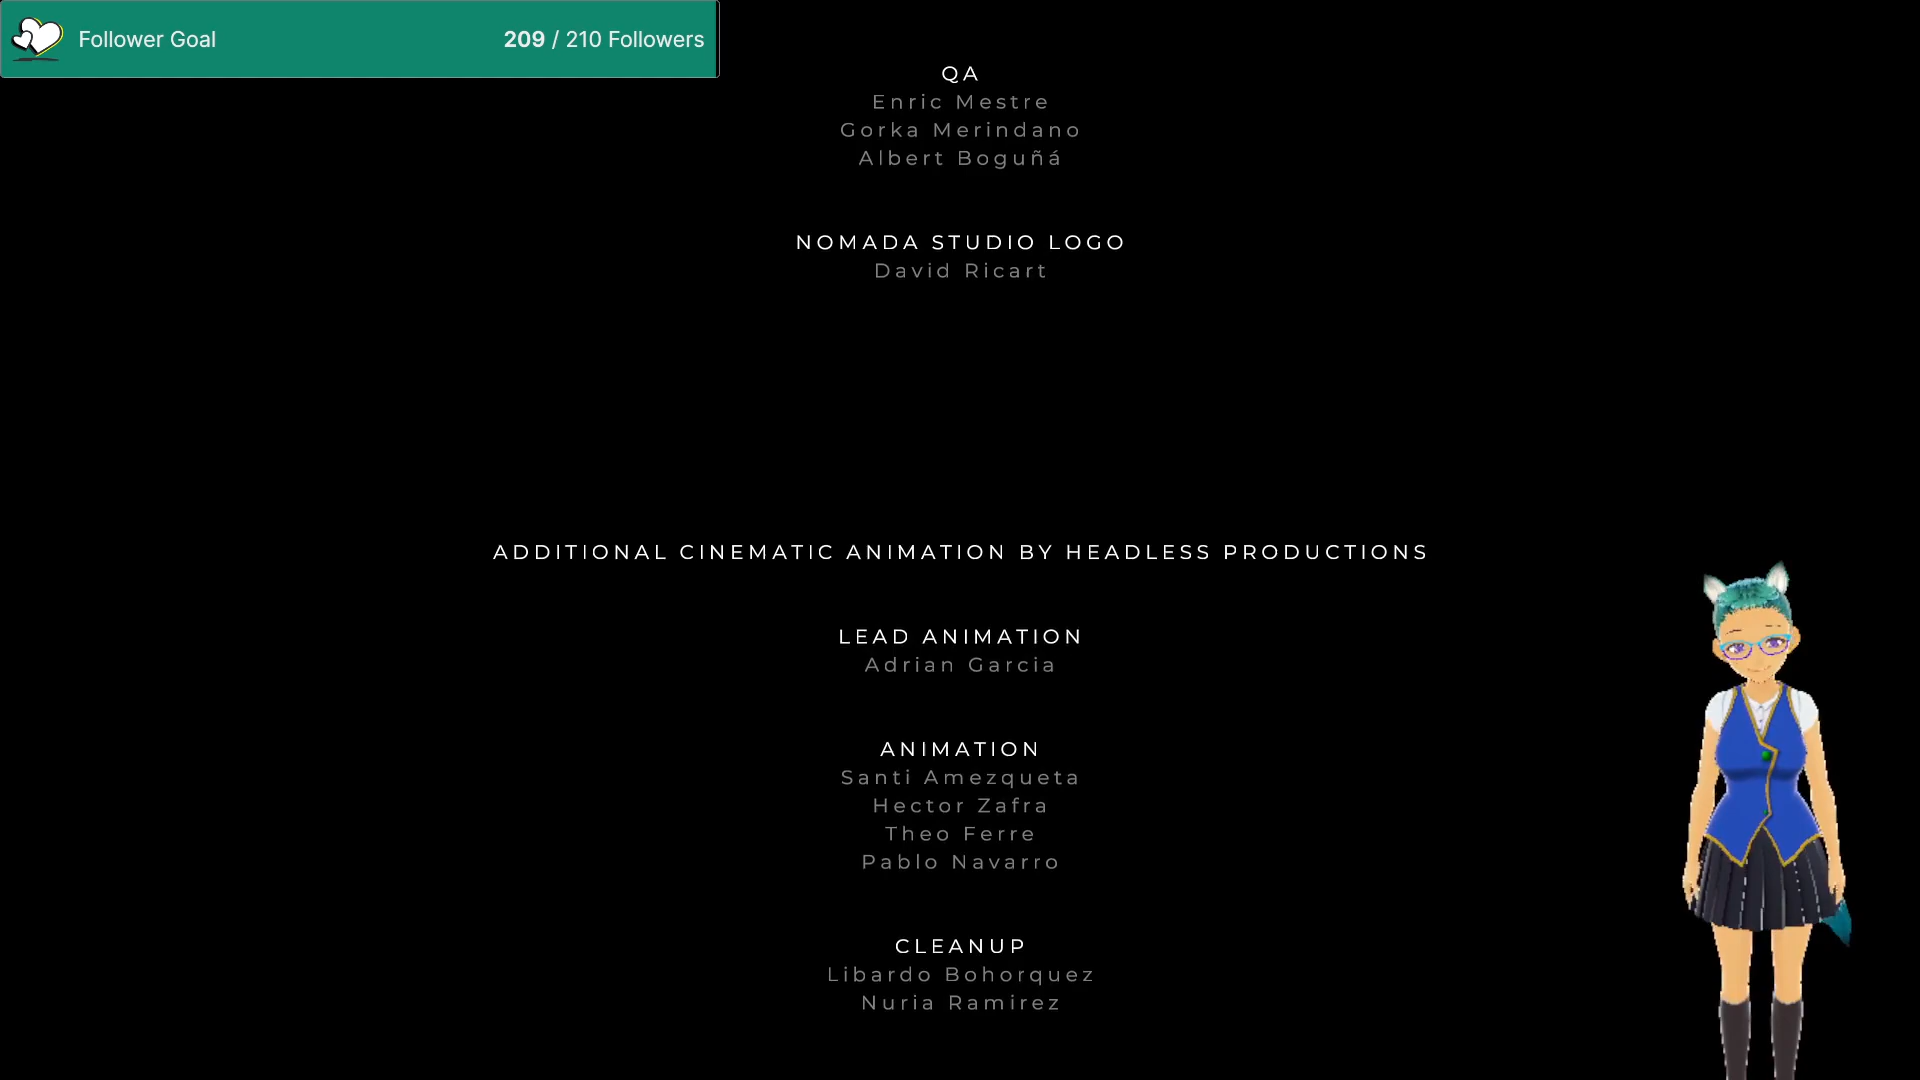 Follower Goal
209 / 210 Followers
QA
Enric Mestre
Gorka Merindano
Albert Boguñá
NOMADA STUDIO LOGO
David Ricart
ADDITIONAL CINEMATIC ANIMATION BY HEADLESS PRODUCTIONS
LEAD ANIMATION
Adrian Garcia
ANIMATION
Santi Amezqueta
Hector Zafra
Theo Ferre
Pablo Navarro
CLEANUP
Libardo Bohorquez
Nuria Ramirez